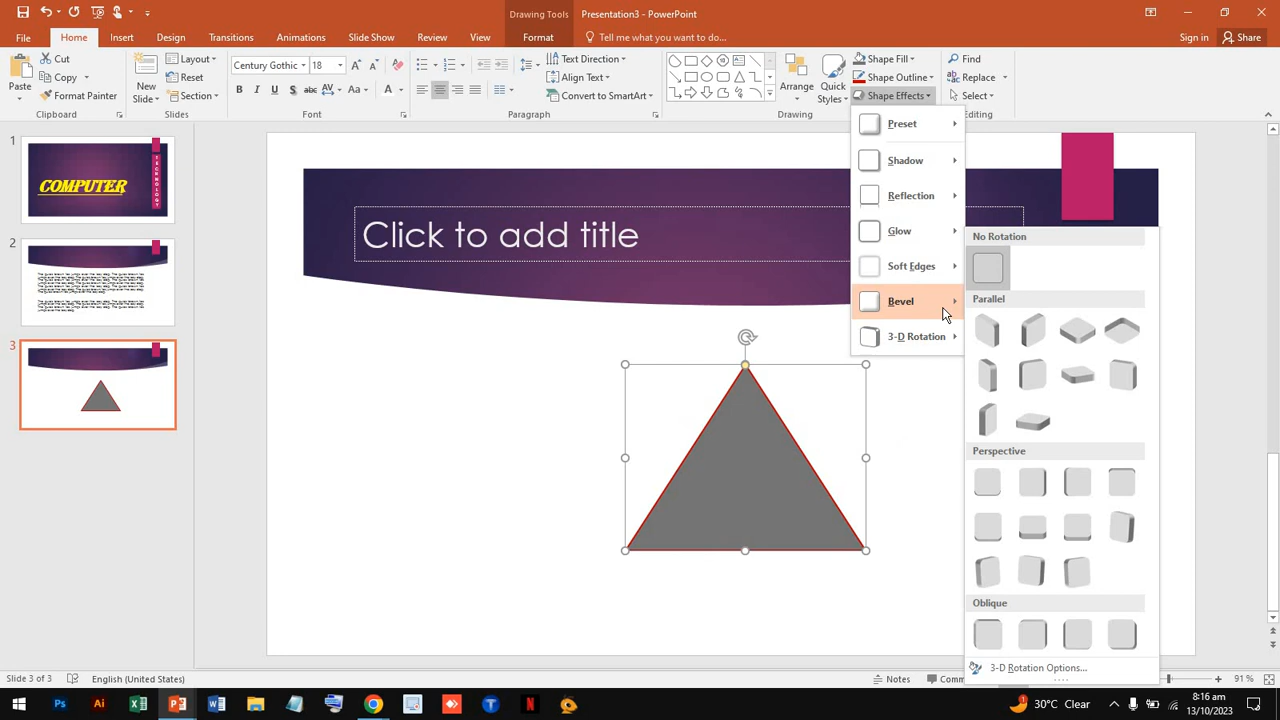 Drawing Tools
Presentation3 - PowerPoint
File
Home
Insert
Design
Transitions
Animations
Slide Show
Review
View
Format
Tell me what you want to do...
Sign in
Share
Paste
Cut
Copy
Format Painter
Clipboard
New Slide
Layout
Reset
Section
Slides
Century Gothic
18
B I U S abc AV Aa A
Font
Text Direction
Align Text
Convert to SmartArt
Paragraph
Arrange
Quick Styles
Shape Fill
Shape Outline
Shape Effects
Drawing
Find
Replace
Select
Editing
Preset
Shadow
Reflection
Glow
Soft Edges
Bevel
3-D Rotation
No Rotation
Parallel
Perspective
Oblique
3-D Rotation Options...
1
COMPUTER
TECHNOLOGY
2
3
Click to add title
Slide 3 of 3
English (United States)
Notes
Comm
91 %
Ps
Ai
T
N
30°C Clear
8:16 am
13/10/2023